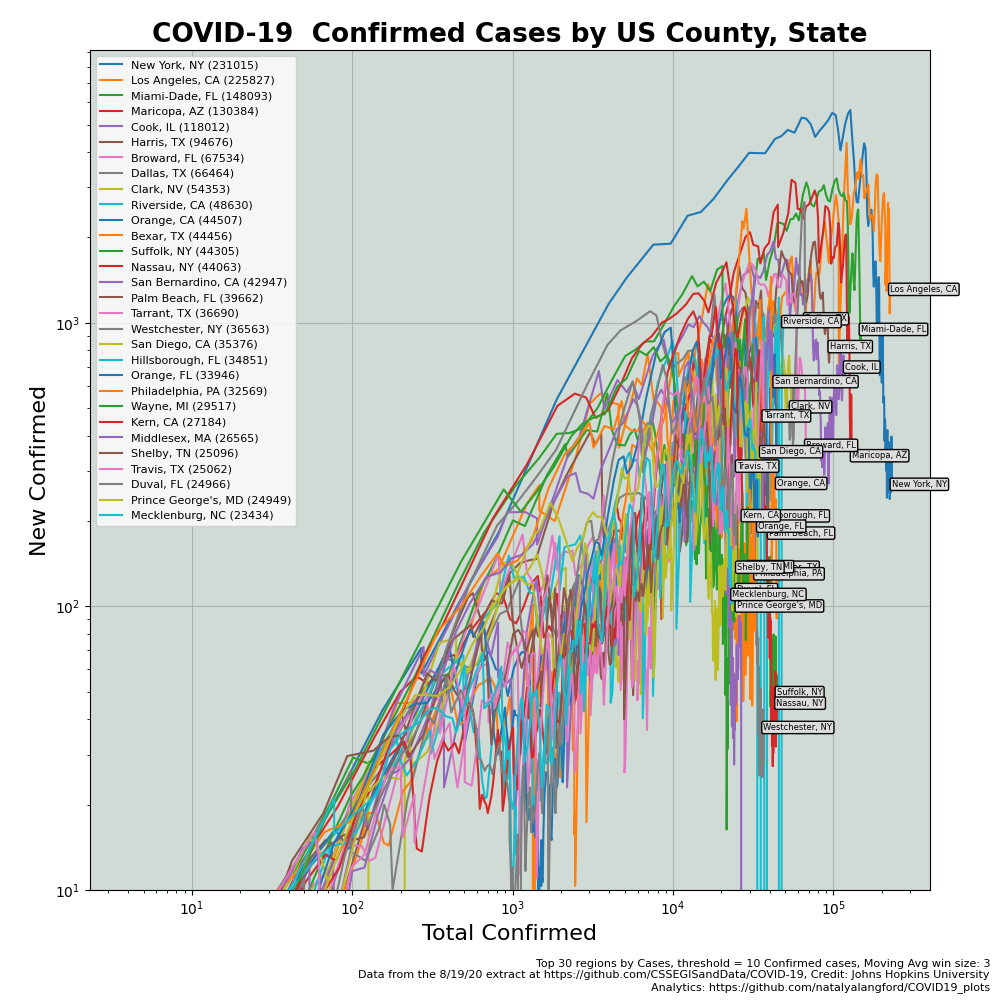 COVID-19  Confirmed Cases by US County, State
New York, NY (231015)
Los Angeles, CA (225827)
Miami-Dade, FL (148093)
Maricopa, AZ (130384)
Cook, IL (118012)
Harris, TX (94676)
Broward, FL (67534)
Dallas, TX (66464)
Clark, NV (54353)
Riverside, CA (48630)
Orange, CA (44507)
Bexar, TX (44456)
Suffolk, NY (44305)
Nassau, NY (44063)
San Bernardino, CA (42947)
Palm Beach, FL (39662)
Tarrant, TX (36690)
Westchester, NY (36563)
San Diego, CA (35376)
Hillsborough, FL (34851)
Orange, FL (33946)
Philadelphia, PA (32569)
Wayne, MI (29517)
Kern, CA (27184)
Middlesex, MA (26565)
Shelby, TN (25096)
Travis, TX (25062)
Duval, FL (24966)
Prince George's, MD (24949)
Mecklenburg, NC (23434)
Los Angeles, CA
Riverside, CA
Miami-Dade, FL
Harris, TX
Cook, IL
San Bernardino, CA
Clark, NV
Tarrant, TX
Broward, FL
San Diego, CA
Maricopa, AZ
Travis, TX
Orange, CA
New York, NY
Kern, CA
Orange, FL
Shelby, TN
Mecklenburg, NC
Prince George's, MD
Suffolk, NY
Nassau, NY
Westchester, NY
New Confirmed
10³
10²
10¹
10¹ 10² 10³ 10⁴ 10⁵
Total Confirmed
Top 30 regions by Cases, threshold = 10 Confirmed cases, Moving Avg win size: 3
Data from the 8/19/20 extract at https://github.com/CSSEGISandData/COVID-19, Credit: Johns Hopkins University
Analytics: https://github.com/natalyalangford/COVID19_plots